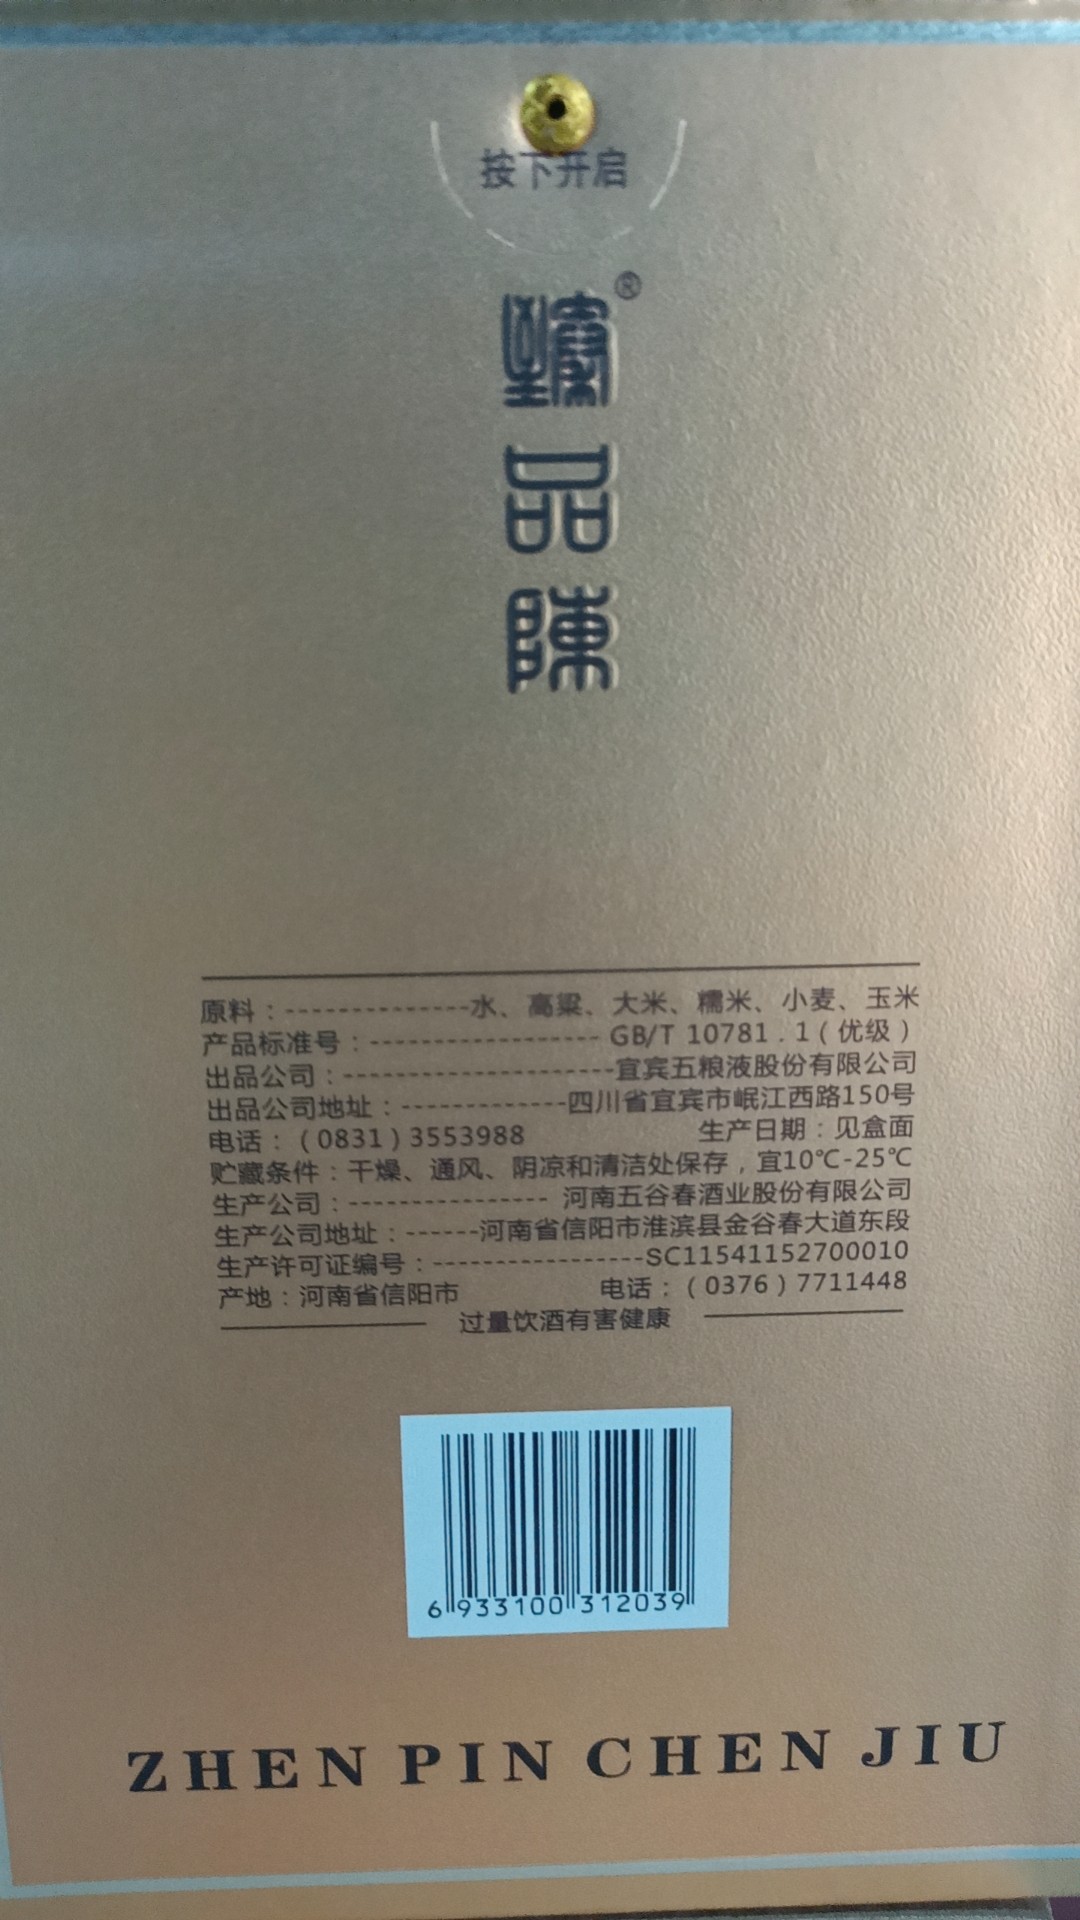 按下开启
臻品陳®
原料：---------------水、高粱、大米、糯米、小麦、玉米
产品标准号：----------------- GB/T 10781．1（优级）
出品公司：--------------------宜宾五粮液股份有限公司
出品公司地址：------------四川省宜宾市岷江西路150号
电话：（0831）3553988 生产日期：见盒面
贮藏条件：干燥、通风、阴凉和清洁处保存，宜10℃-25℃
生产公司：--------------- 河南五谷春酒业股份有限公司
生产公司地址：------河南省信阳市淮滨县金谷春大道东段
生产许可证编号：----------------SC11541152700010
产地：河南省信阳市 电话：（0376）7711448
过量饮酒有害健康
6 933100 312039
ZHEN PIN CHEN JIU